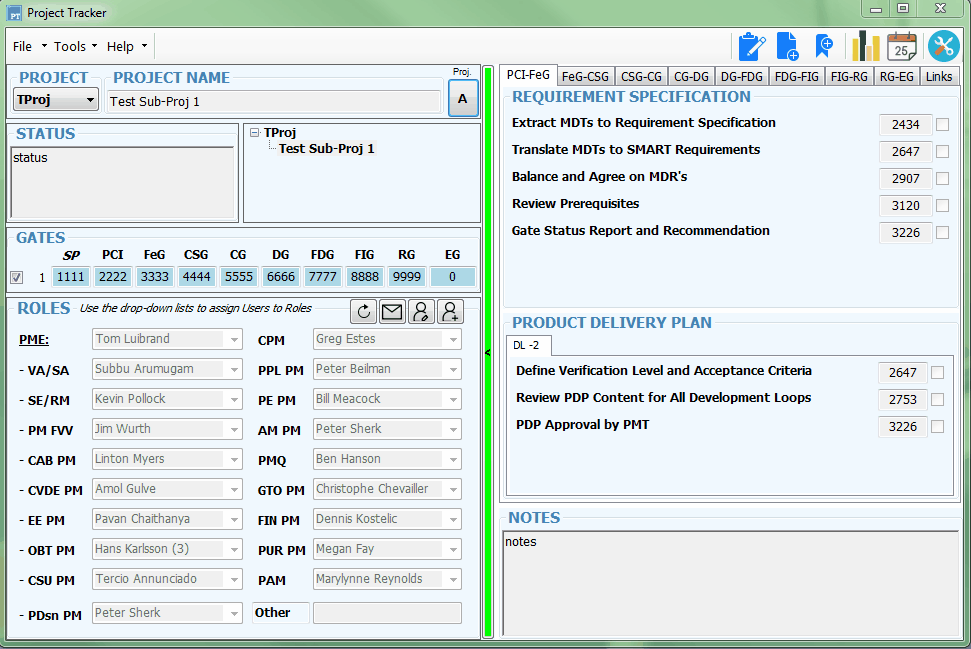 PT Project Tracker
File Tools Help
25
PROJECT
TProj
PROJECT NAME
Test Sub-Proj 1
Proj.
A
STATUS
status
TProj
Test Sub-Proj 1
GATES
SP PCI FeG CSG CG DG FDG FIG RG EG
1 1111 2222 3333 4444 5555 6666 7777 8888 9999 0
ROLES Use the drop-down lists to assign Users to Roles
PME: Tom Luibrand CPM Greg Estes
- VA/SA Subbu Arumugam PPL PM Peter Beilman
- SE/RM Kevin Pollock PE PM Bill Meacock
- PM FVV Jim Wurth AM PM Peter Sherk
- CAB PM Linton Myers PMQ Ben Hanson
- CVDE PM Amol Gulve GTO PM Christophe Chevailler
- EE PM Pavan Chaithanya FIN PM Dennis Kostelic
- OBT PM Hans Karlsson (3) PUR PM Megan Fay
- CSU PM Tercio Annunciado PAM Marylynne Reynolds
- PDsn PM Peter Sherk Other
<
PCI-FeG FeG-CSG CSG-CG CG-DG DG-FDG FDG-FIG FIG-RG RG-EG Links
REQUIREMENT SPECIFICATION
Extract MDTs to Requirement Specification 2434
Translate MDTs to SMART Requirements 2647
Balance and Agree on MDR's 2907
Review Prerequisites 3120
Gate Status Report and Recommendation 3226
PRODUCT DELIVERY PLAN
DL -2
Define Verification Level and Acceptance Criteria 2647
Review PDP Content for All Development Loops 2753
PDP Approval by PMT 3226
NOTES
notes